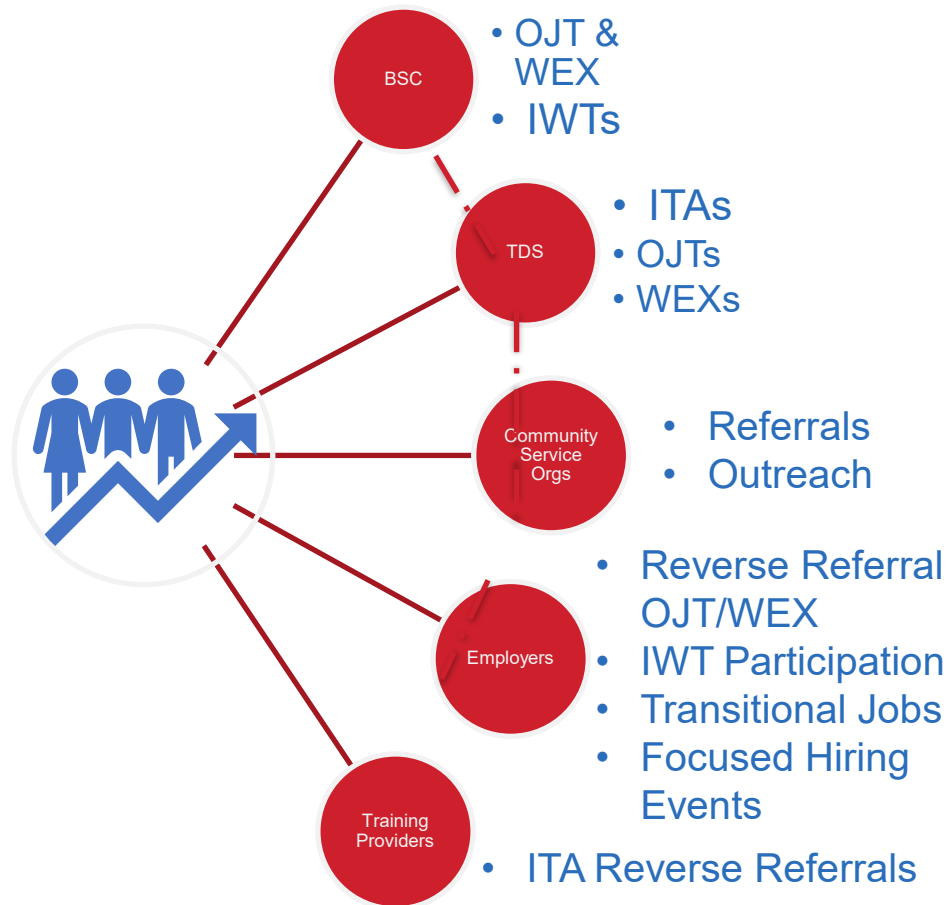 BSC
• OJT &
WEX
• IWTs
TDS
• ITAs
• OJTs
• WEXs
Community
Service
Orgs
• Referrals
• Outreach
Employers
• Reverse Referral
OJT/WEX
• IWT Participation
• Transitional Jobs
• Focused Hiring
Events
Training
Providers
• ITA Reverse Referrals